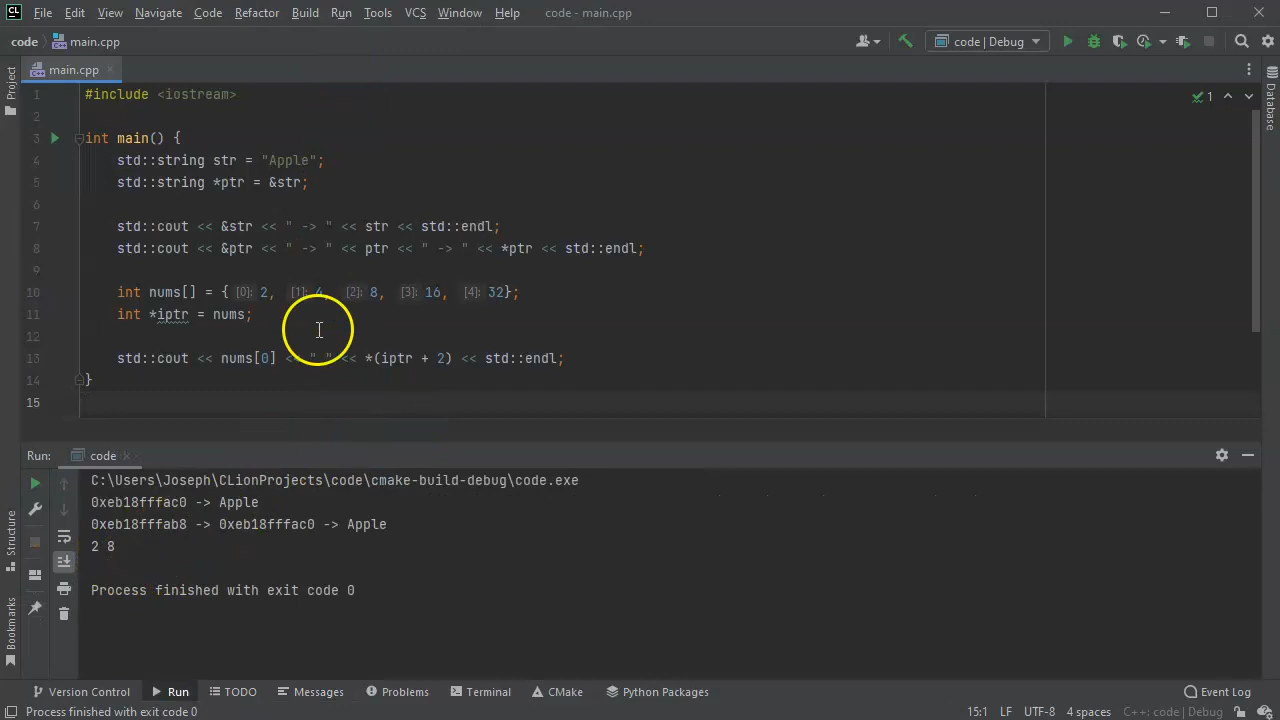 CL File Edit View Navigate Code Refactor Build Run Tools VCS Window Help code - main.cpp
code main.cpp code | Debug
main.cpp
Project
Database
1 #include <iostream>
2
3 int main() {
4 std::string str = "Apple";
5 std::string *ptr = &str;
6
7 std::cout << &str << " -> " << str << std::endl;
8 std::cout << &ptr << " -> " << ptr << " -> " << *ptr << std::endl;
9
10 int nums[] = { [0]: 2, [1]: 4, [2]: 8, [3]: 16, [4]: 32};
11 int *iptr = nums;
12
13 std::cout << nums[0] << " " << *(iptr + 2) << std::endl;
14 }
15
1
Run: code
C:\Users\Joseph\CLionProjects\code\cmake-build-debug\code.exe
0xeb18fffac0 -> Apple
0xeb18fffab8 -> 0xeb18fffac0 -> Apple
2 8
Process finished with exit code 0
Structure
Bookmarks
Version Control Run TODO Messages Problems Terminal CMake Python Packages Event Log
Process finished with exit code 0 15:1 LF UTF-8 4 spaces C++: code | Debug